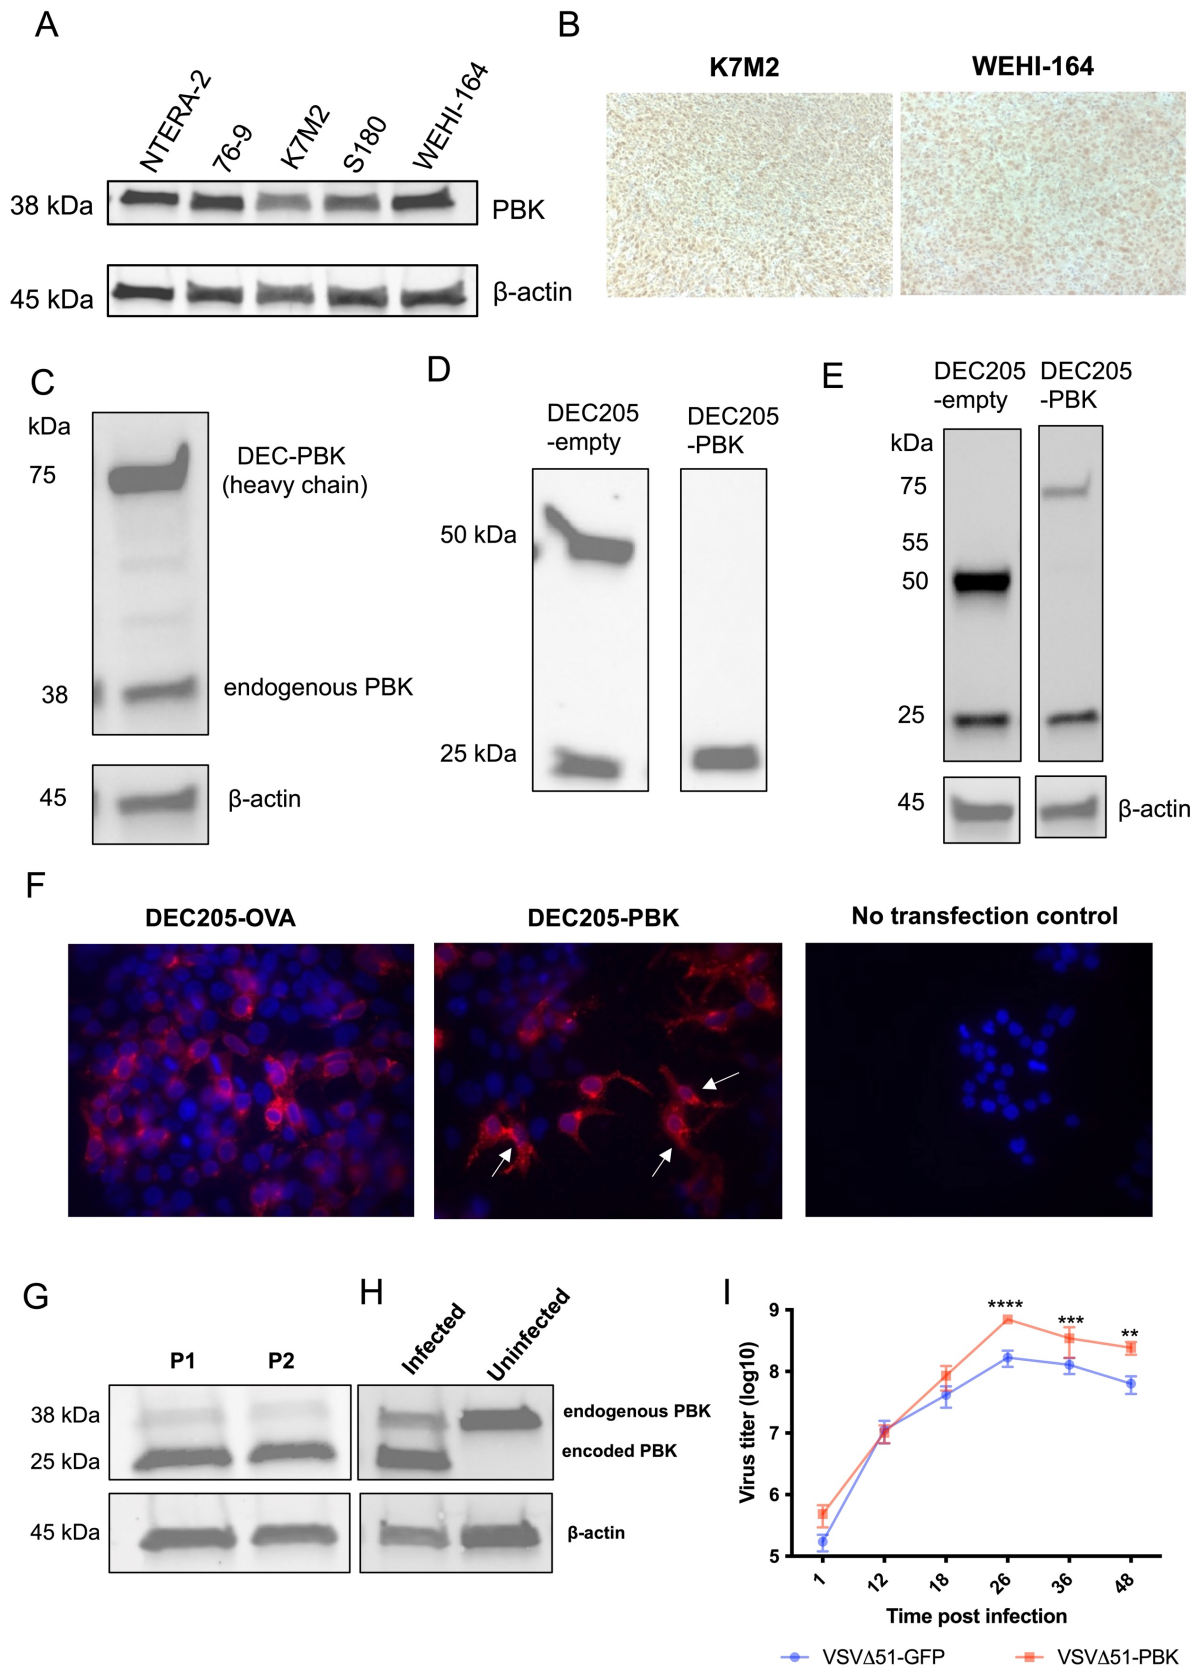 A
NTERA-2
76-9
K7M2
S180
WEHI-164
38 kDa
PBK
45 kDa
β-actin
B
K7M2
WEHI-164
C
kDa
75
DEC-PBK
(heavy chain)
38
endogenous PBK
45
β-actin
D
DEC205
-empty
DEC205
-PBK
50 kDa
25 kDa
E
DEC205
-empty
DEC205
-PBK
kDa
75
55
50
25
45
β-actin
F
DEC205-OVA
DEC205-PBK
No transfection control
G
P1
P2
38 kDa
25 kDa
45 kDa
H
Infected
Uninfected
endogenous PBK
encoded PBK
β-actin
I
Virus titer (log10)
9
8
7
6
5
****
***
**
1
12
18
26
36
48
Time post infection
VSVΔ51-GFP
VSVΔ51-PBK